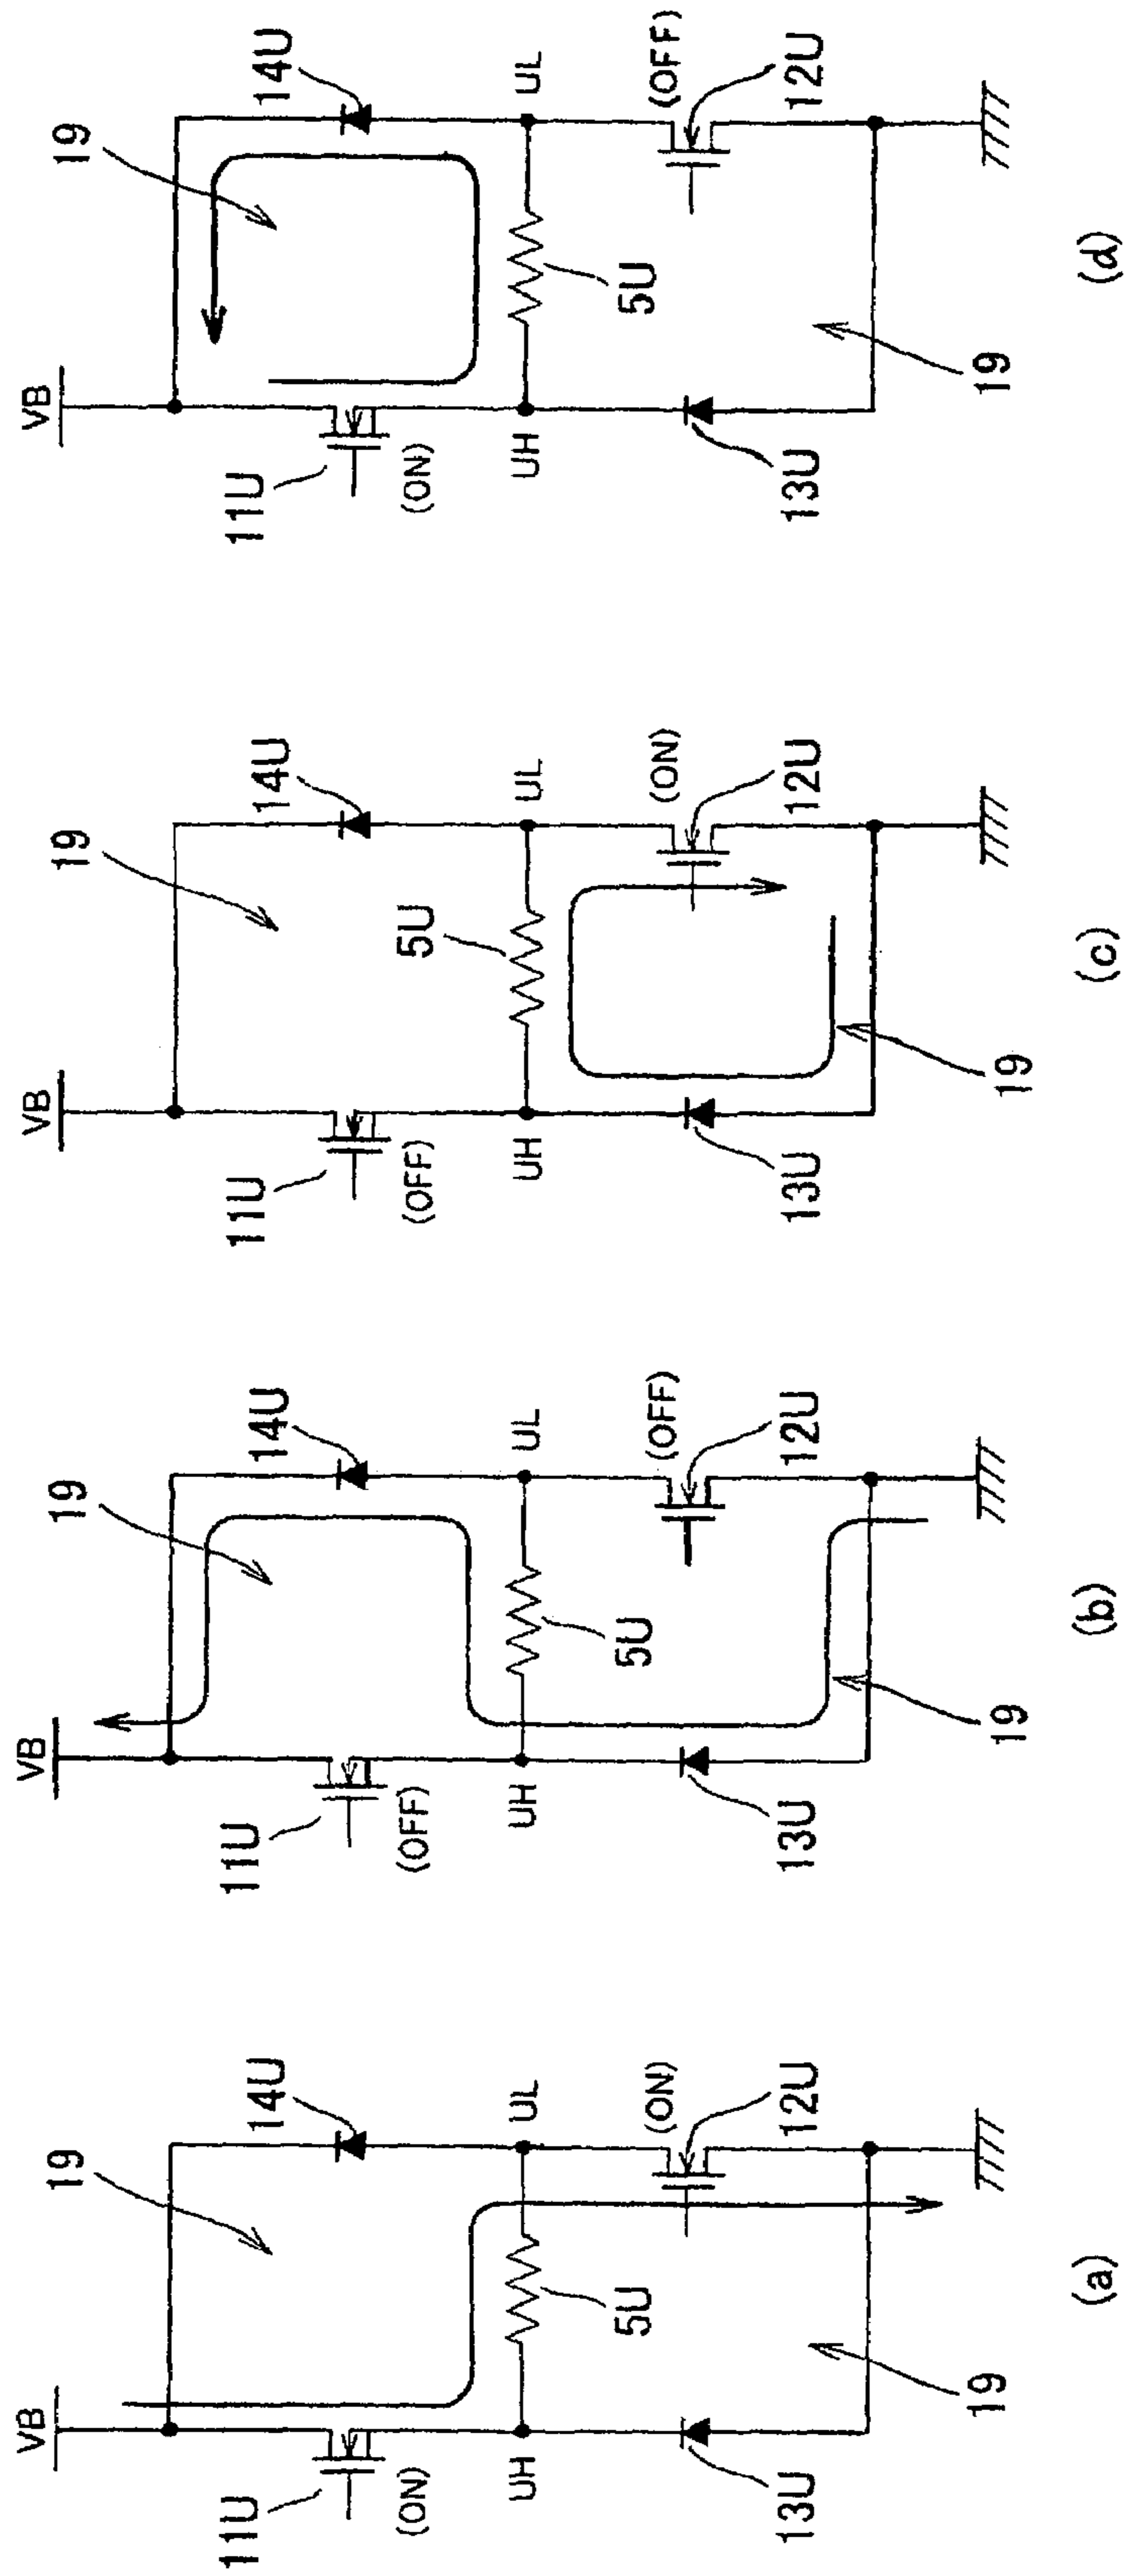 VB
19
14U
11U
(ON)
UH
UL
5U
(ON)
12U
13U
19
(a)
VB
19
14U
11U
(OFF)
UH
UL
5U
(OFF)
12U
13U
19
(b)
VB
19
14U
11U
(OFF)
UH
UL
5U
(ON)
12U
13U
19
(c)
VB
19
14U
11U
(ON)
UH
UL
5U
(OFF)
12U
13U
19
(d)